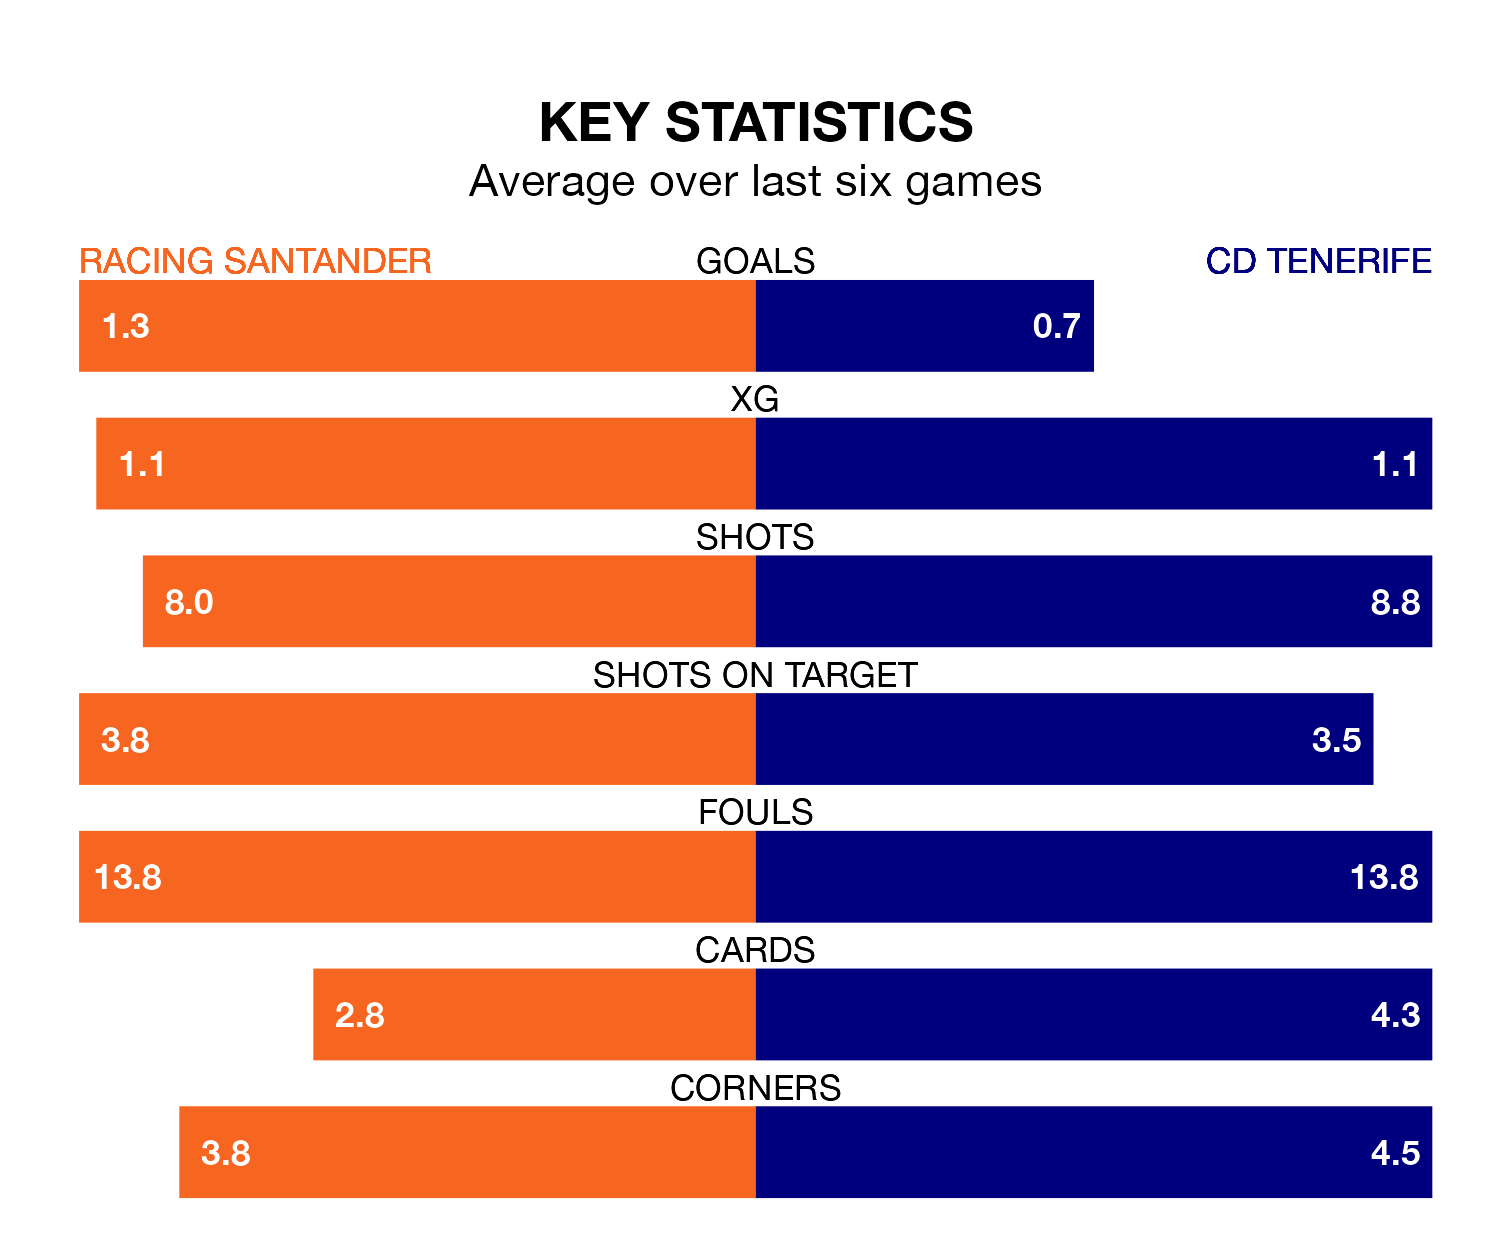 KEY STATISTICS
Average over last six games
RACING SANTANDER GOALS CD TENERIFE
1.3 0.7
XG
1.1 1.1
SHOTS
8.0 8.8
SHOTS ON TARGET
3.8 3.5
FOULS
13.8 13.8
CARDS
2.8 4.3
CORNERS
3.8 4.5